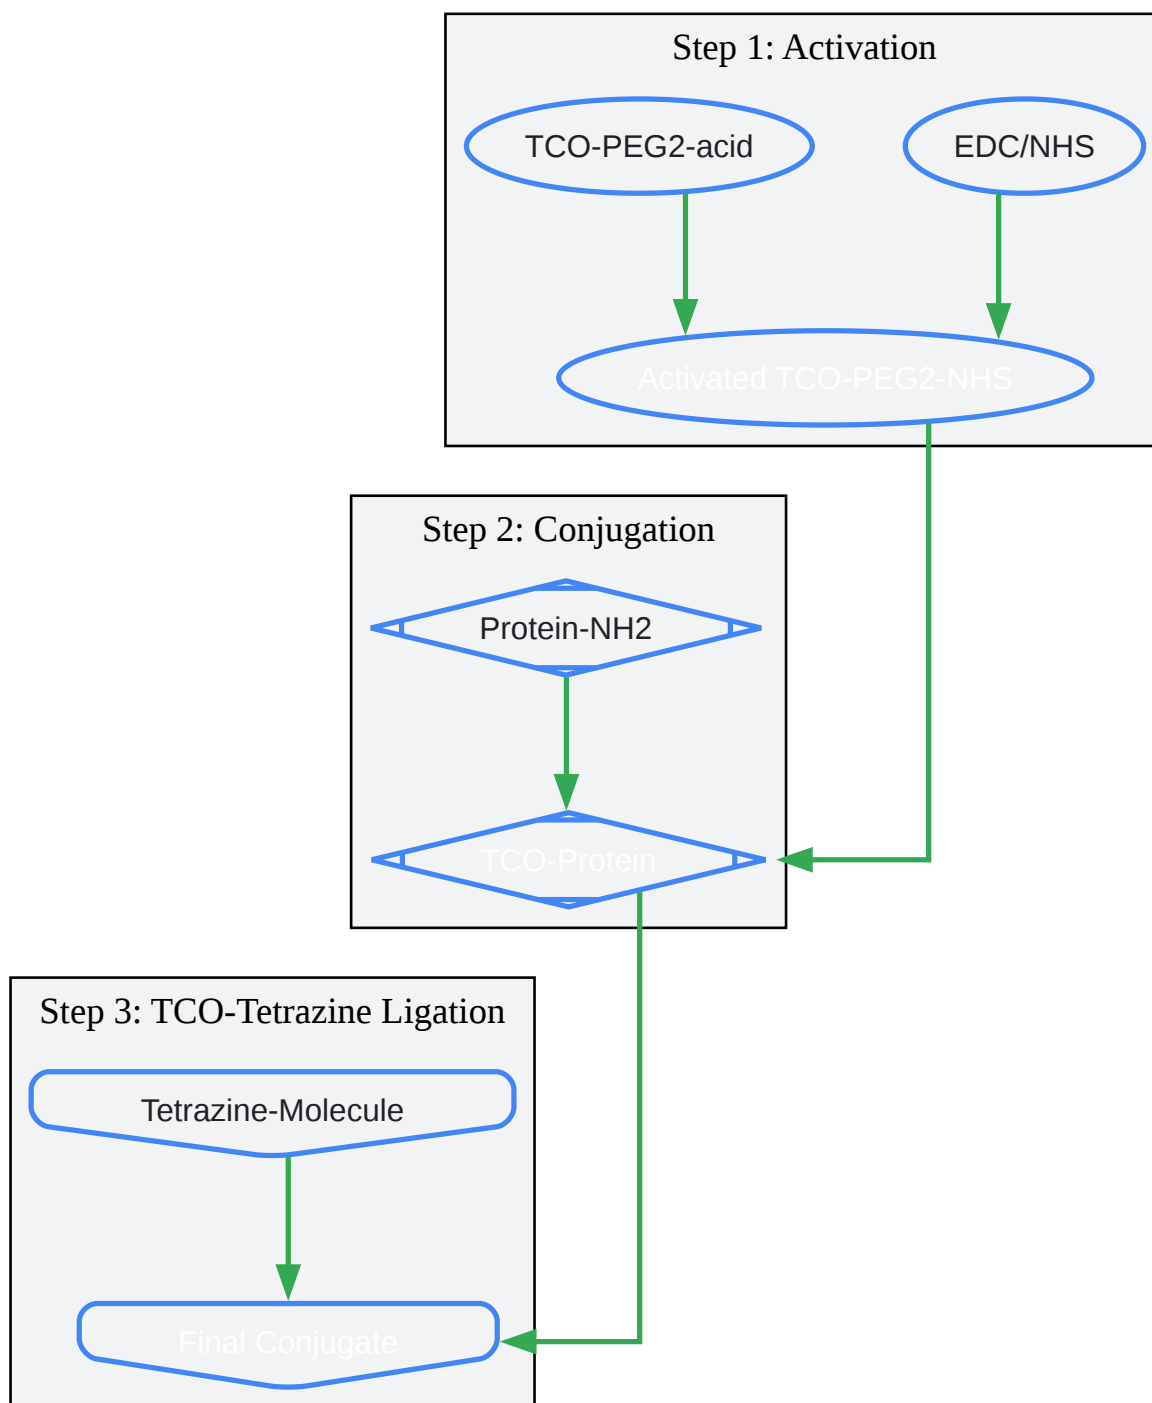 Step 1: Activation
TCO-PEG2-acid
EDC/NHS
Activated TCO-PEG2-NHS
Step 2: Conjugation
Protein-NH2
TCO-Protein
Step 3: TCO-Tetrazine Ligation
Tetrazine-Molecule
Final Conjugate